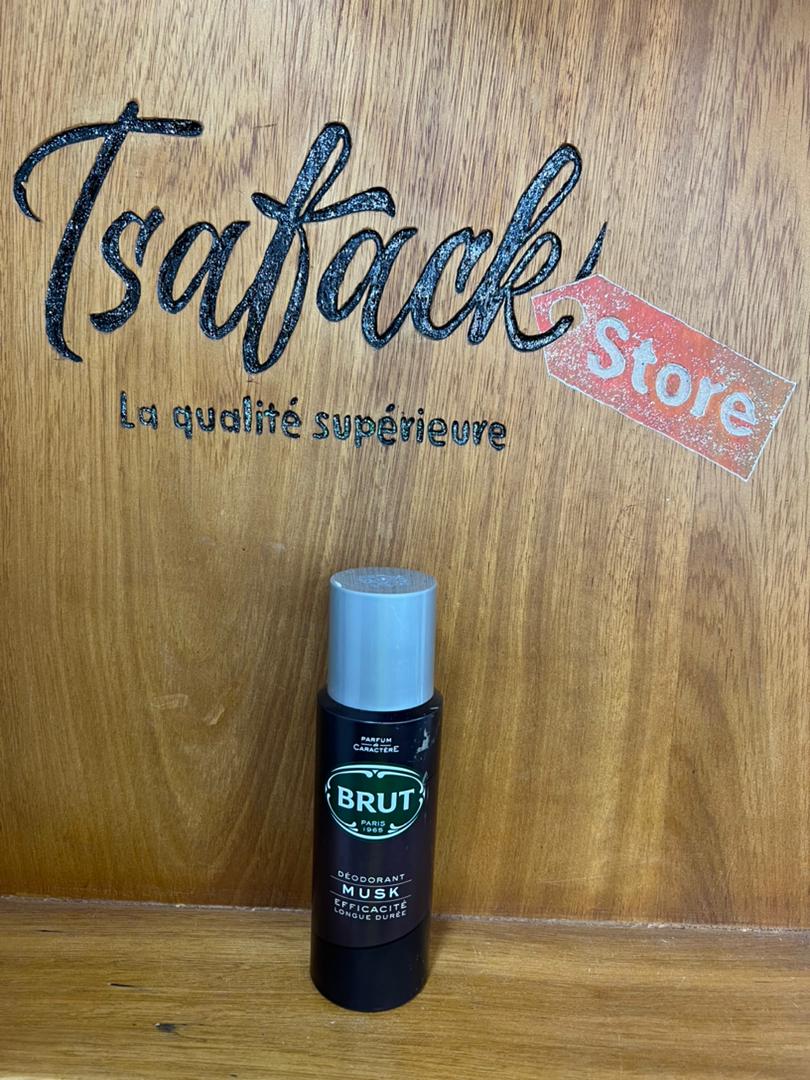 Tsafack
Store
La qualité supérieure
PARFUM
de
CARACTÈRE
BRUT
PARIS
1965
DÉODORANT
MUSK
EFFICACITÉ
LONGUE DURÉE